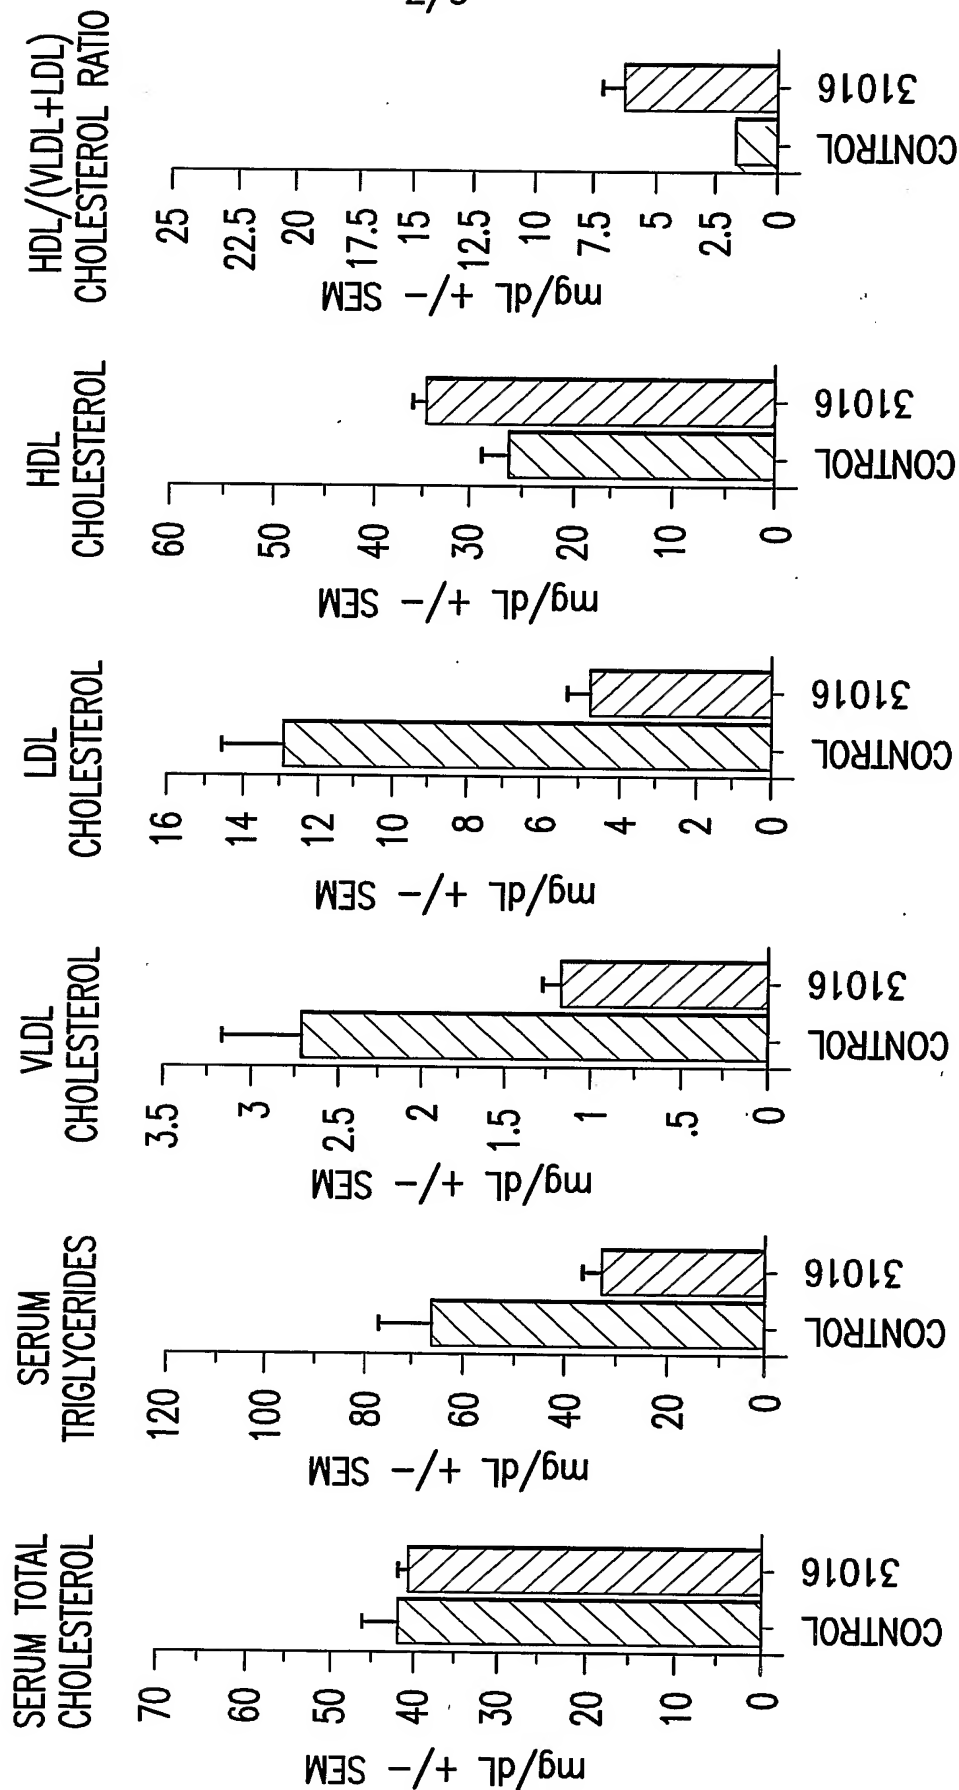 2/7
SERUM TOTAL
CHOLESTEROL
mg/dL +/− SEM
70
60
50
40
30
20
10
0
CONTROL
31016
SERUM
TRIGLYCERIDES
mg/dL +/− SEM
120
100
80
60
40
20
0
CONTROL
31016
VLDL
CHOLESTEROL
mg/dL +/− SEM
3.5
3
2.5
2
1.5
1
.5
0
CONTROL
31016
LDL
CHOLESTEROL
mg/dL +/− SEM
16
14
12
10
8
6
4
2
0
CONTROL
31016
HDL
CHOLESTEROL
mg/dL +/− SEM
60
50
40
30
20
10
0
CONTROL
31016
HDL/(VLDL+LDL)
CHOLESTEROL RATIO
mg/dL +/− SEM
25
22.5
20
17.5
15
12.5
10
7.5
5
2.5
0
CONTROL
31016